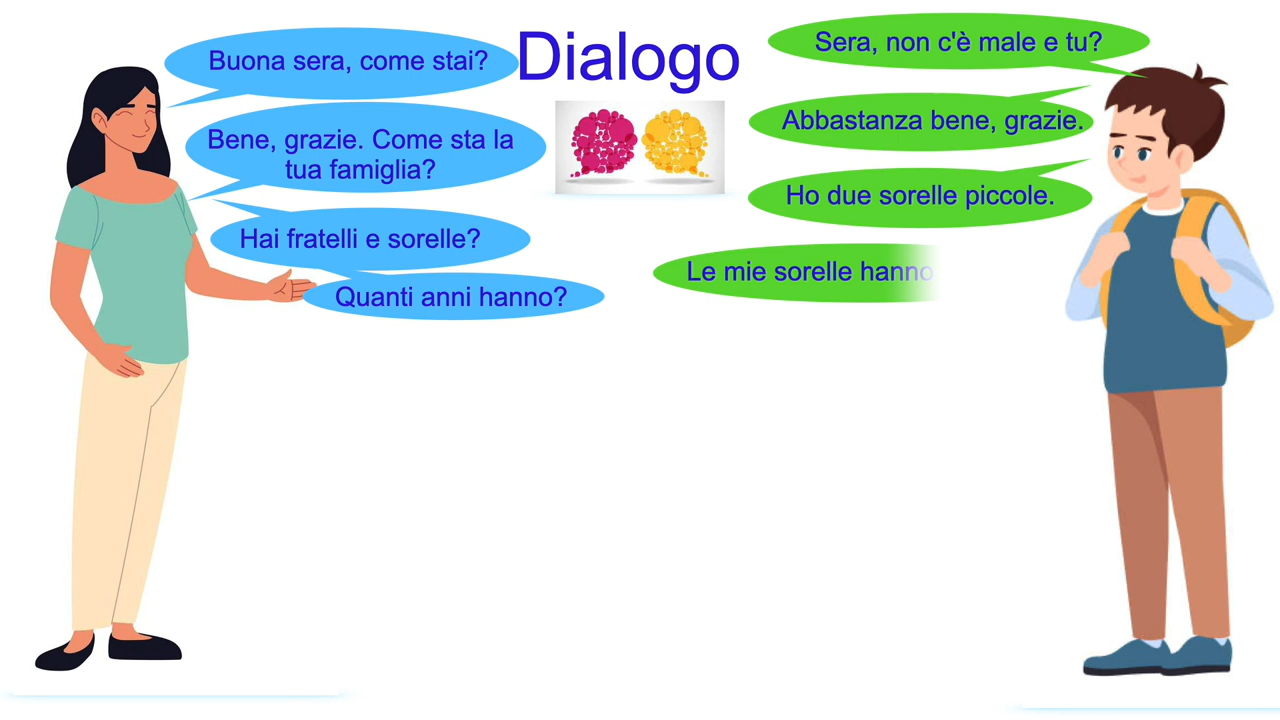 Dialogo
Buona sera, come stai?
Sera, non c'è male e tu?
Bene, grazie. Come sta la
tua famiglia?
Abbastanza bene, grazie.
Hai fratelli e sorelle?
Ho due sorelle piccole.
Quanti anni hanno?
Le mie sorelle hanno